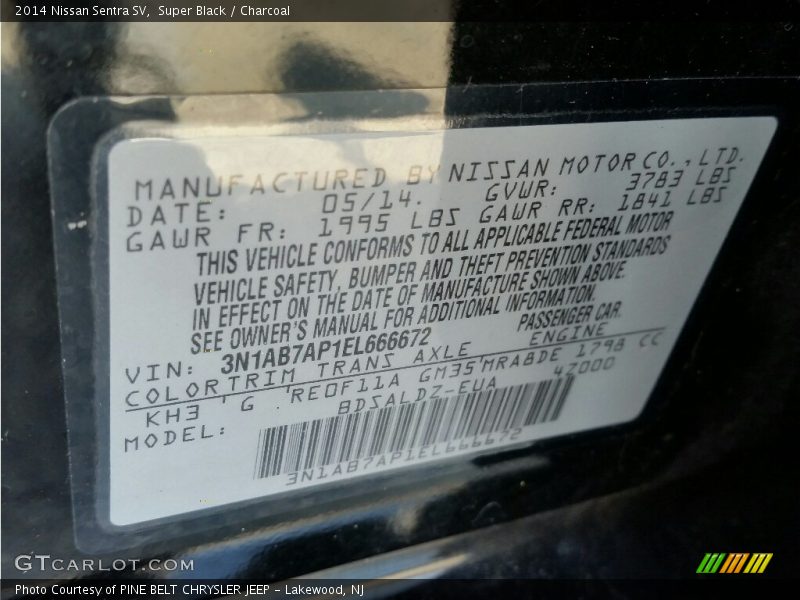 2014 Nissan Sentra SV,  Super Black / Charcoal
MANUFACTURED BY NISSAN MOTOR CO., LTD.
DATE: 05/14. GVWR: 3783 LBS
GAWR FR: 1995 LBS GAWR RR: 1841 LBS
THIS VEHICLE CONFORMS TO ALL APPLICABLE FEDERAL MOTOR
VEHICLE SAFETY, BUMPER AND THEFT PREVENTION STANDARDS
IN EFFECT ON THE DATE OF MANUFACTURE SHOWN ABOVE.
SEE OWNER'S MANUAL FOR ADDITIONAL INFORMATION.
VIN: 3N1AB7AP1EL666672 PASSENGER CAR.
COLOR TRIM TRANS AXLE ENGINE
KH3 G RE0F11A GM35 MRA8DE 1798 CC
MODEL: BDSALDZ-EUA 4Z000
3N1AB7AP1EL666672
GTCARLOT.COM
Photo Courtesy of PINE BELT CHRYSLER JEEP - Lakewood, NJ